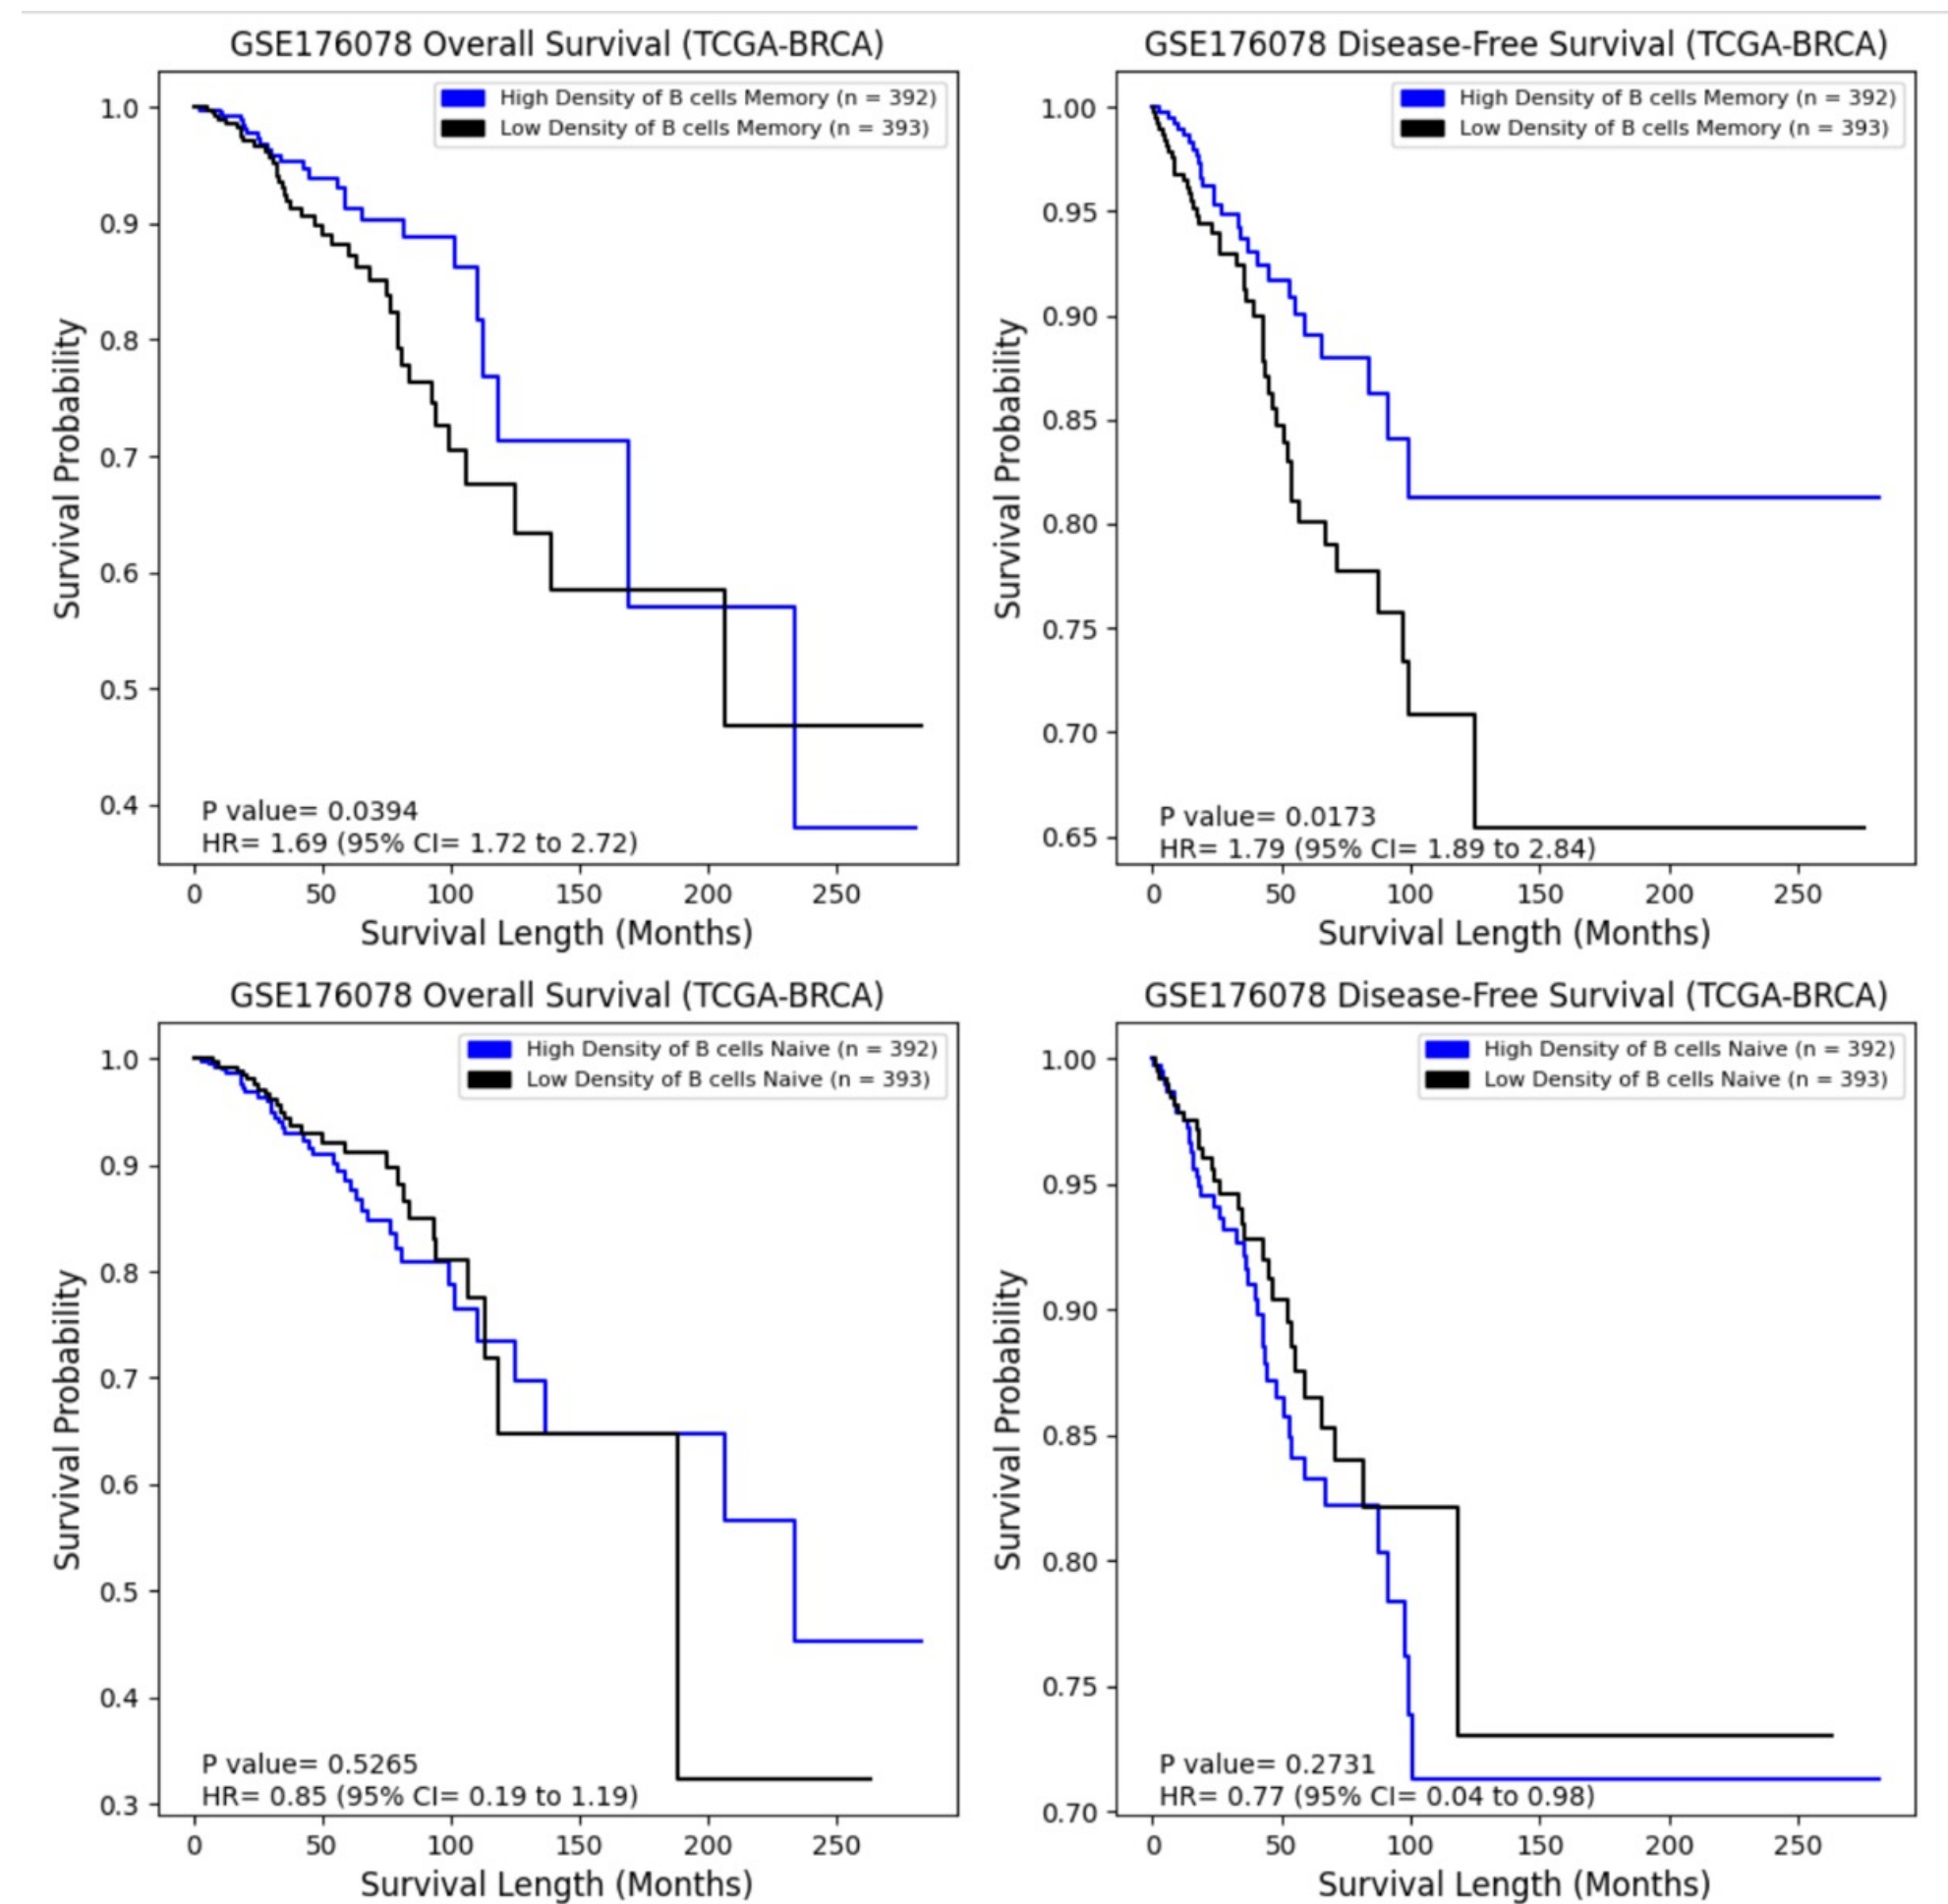 GSE176078 Overall Survival (TCGA-BRCA)
High Density of B cells Memory (n = 392)
Low Density of B cells Memory (n = 393)
Survival Probability
1.0
0.9
0.8
0.7
0.6
0.5
0.4
P value= 0.0394
HR= 1.69 (95% CI= 1.72 to 2.72)
0 50 100 150 200 250
Survival Length (Months)
GSE176078 Disease-Free Survival (TCGA-BRCA)
High Density of B cells Memory (n = 392)
Low Density of B cells Memory (n = 393)
Survival Probability
1.00
0.95
0.90
0.85
0.80
0.75
0.70
0.65
P value= 0.0173
HR= 1.79 (95% CI= 1.89 to 2.84)
0 50 100 150 200 250
Survival Length (Months)
GSE176078 Overall Survival (TCGA-BRCA)
High Density of B cells Naive (n = 392)
Low Density of B cells Naive (n = 393)
Survival Probability
1.0
0.9
0.8
0.7
0.6
0.5
0.4
0.3
P value= 0.5265
HR= 0.85 (95% CI= 0.19 to 1.19)
0 50 100 150 200 250
Survival Length (Months)
GSE176078 Disease-Free Survival (TCGA-BRCA)
High Density of B cells Naive (n = 392)
Low Density of B cells Naive (n = 393)
Survival Probability
1.00
0.95
0.90
0.85
0.80
0.75
0.70
P value= 0.2731
HR= 0.77 (95% CI= 0.04 to 0.98)
0 50 100 150 200 250
Survival Length (Months)